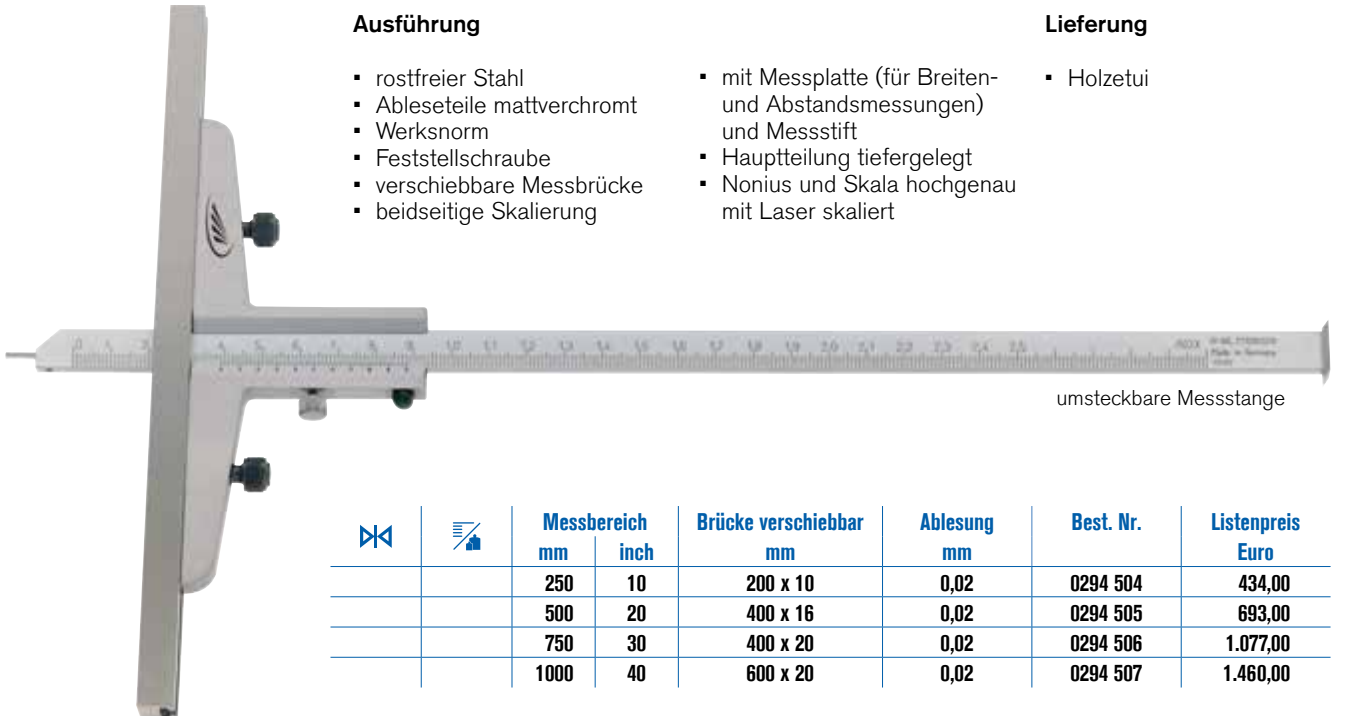 Ausführung
▪ rostfreier Stahl
▪ Ableseteile mattverchromt
▪ Werksnorm
▪ Feststellschraube
▪ verschiebbare Messbrücke
▪ beidseitige Skalierung
▪ mit Messplatte (für Breiten-
und Abstandsmessungen)
und Messstift
▪ Hauptteilung tiefergelegt
▪ Nonius und Skala hochgenau
mit Laser skaliert
Lieferung
▪ Holzetui
umsteckbare Messstange
Messbereich Brücke verschiebbar Ablesung Best. Nr. Listenpreis
mm inch mm mm Euro
250 10 200 x 10 0,02 0294 504 434,00
500 20 400 x 16 0,02 0294 505 693,00
750 30 400 x 20 0,02 0294 506 1.077,00
1000 40 600 x 20 0,02 0294 507 1.460,00